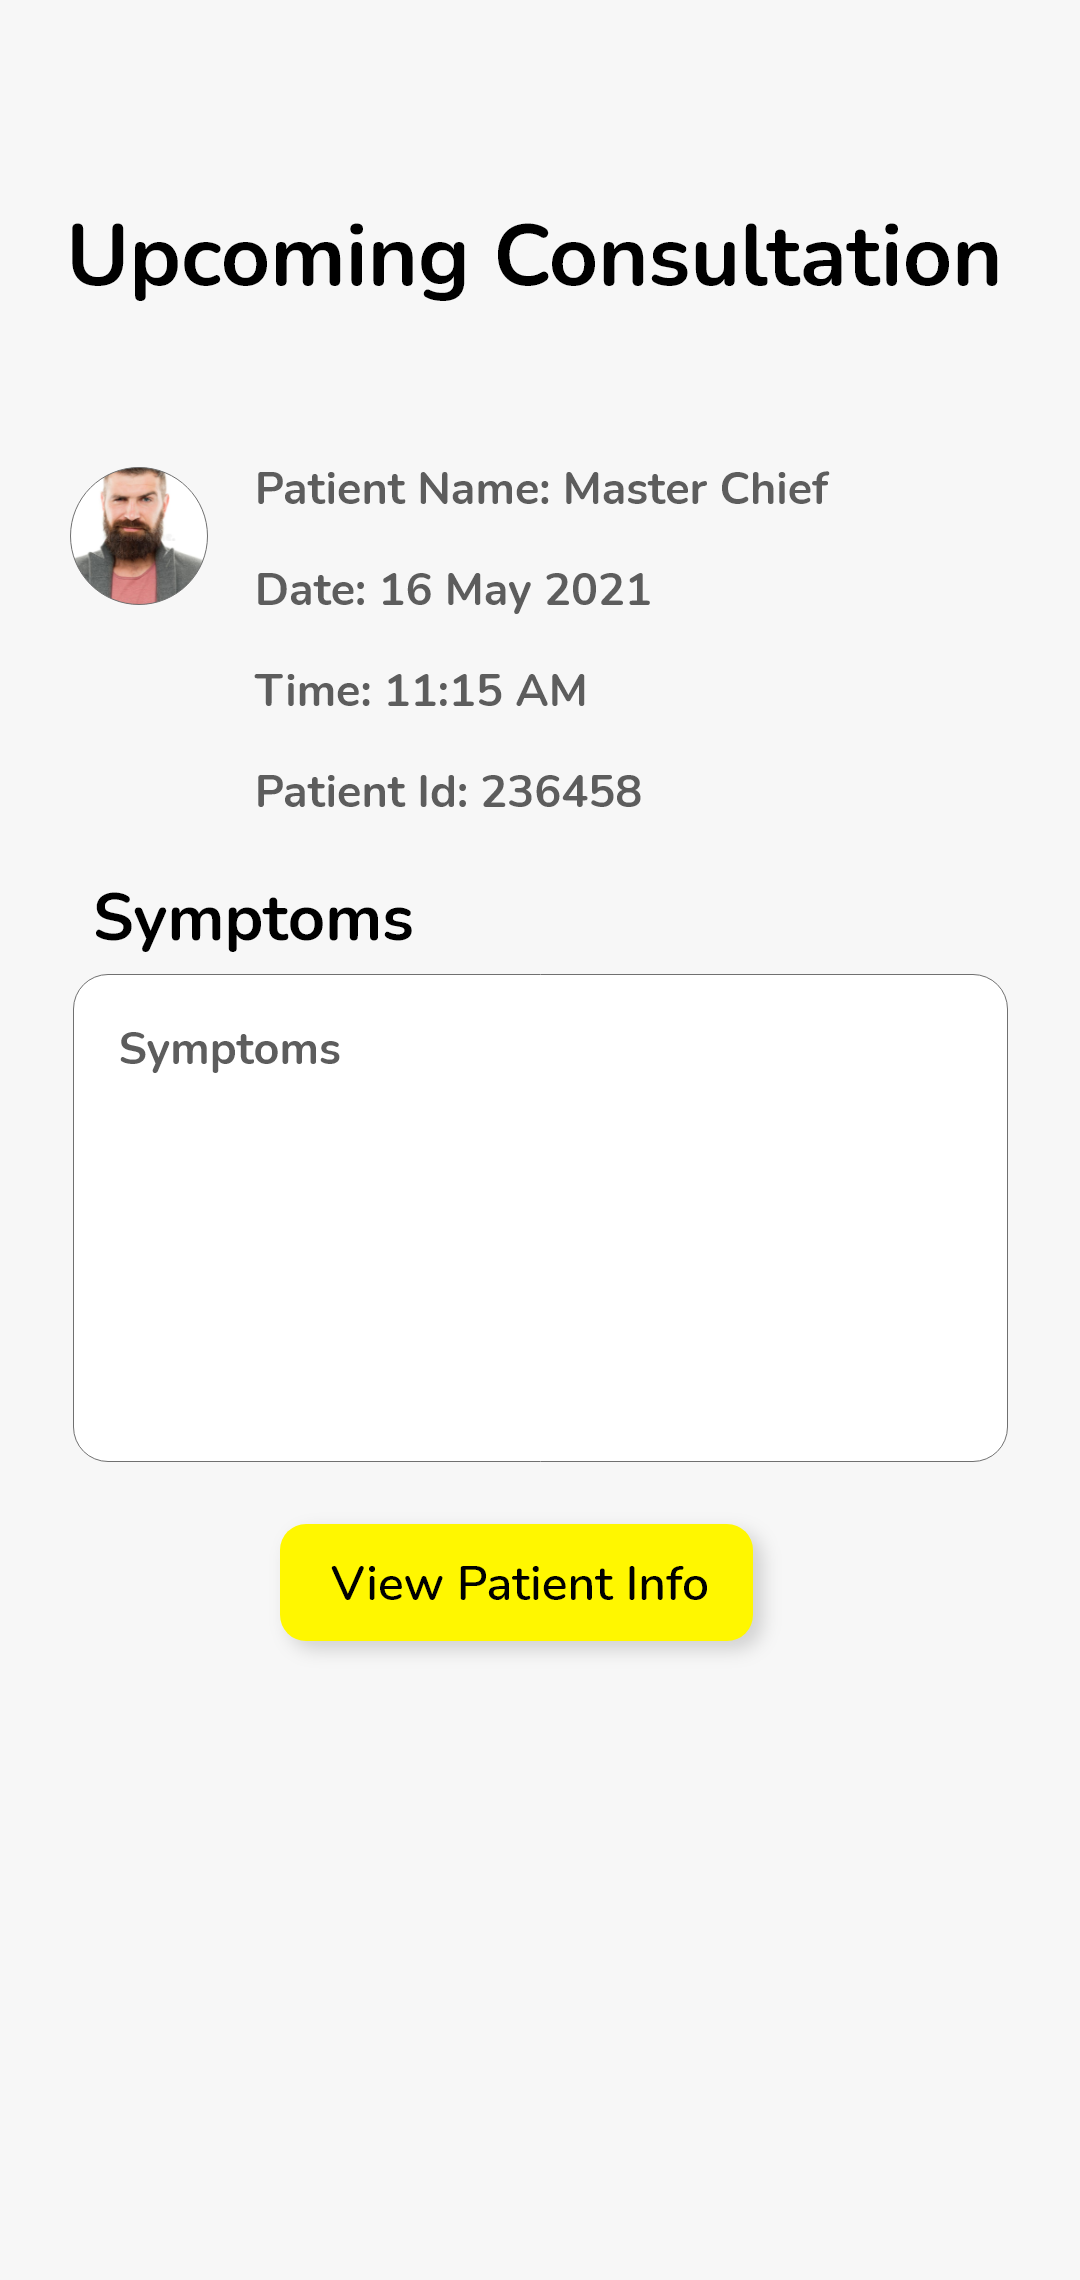 Upcoming Consultation
Patient Name: Master Chief
Date: 16 May 2021
Time: 11:15 AM
Patient Id: 236458
Symptoms
Symptoms
View Patient Info